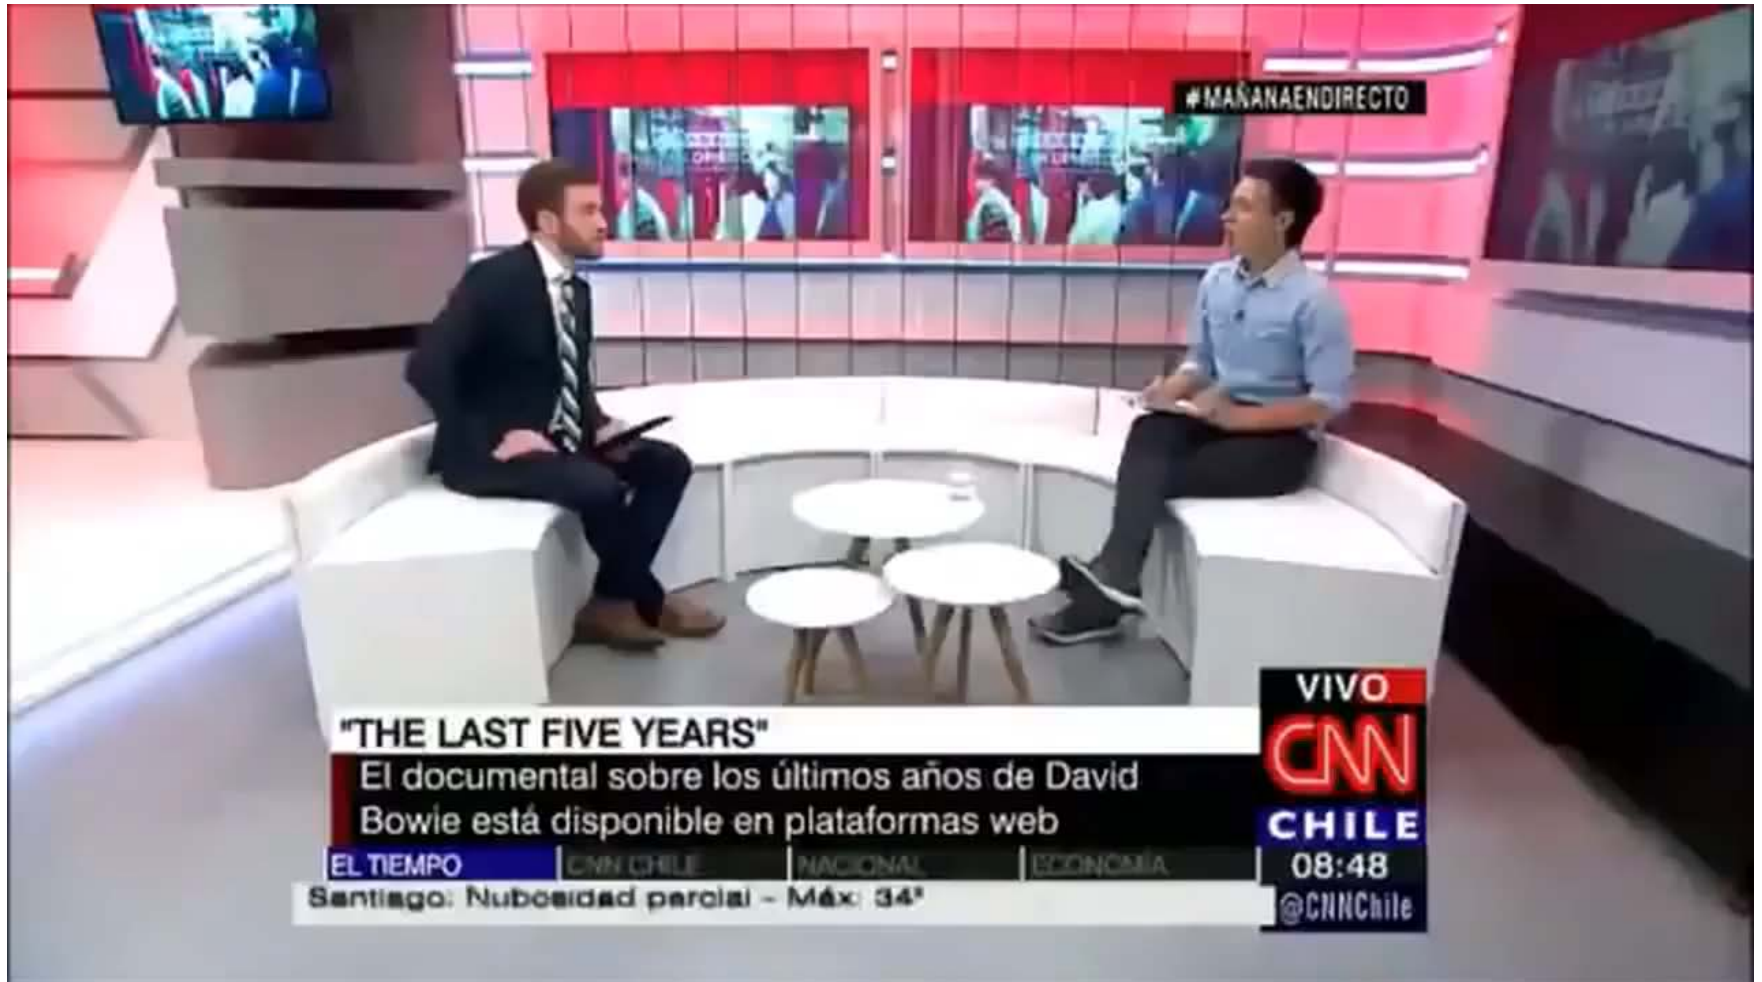 #MAÑANAENDIRECTO
VIVO
CNN
CHILE
08:48
@CNNChile
"THE LAST FIVE YEARS"
El documental sobre los últimos años de David
Bowie está disponible en plataformas web
EL TIEMPO
CNN CHILE
NACIONAL
ECONOMÍA
Santiago: Nubosidad parcial - Máx: 34°